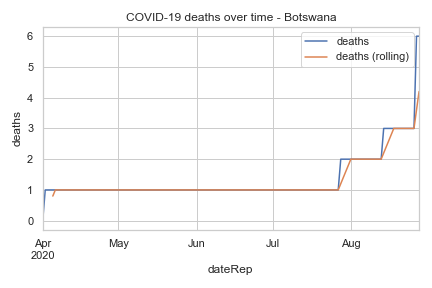 COVID-19 deaths over time - Botswana
deaths
deaths (rolling)
6
5
4
3
2
1
0
deaths
Apr
2020
May
Jun
Jul
Aug
dateRep